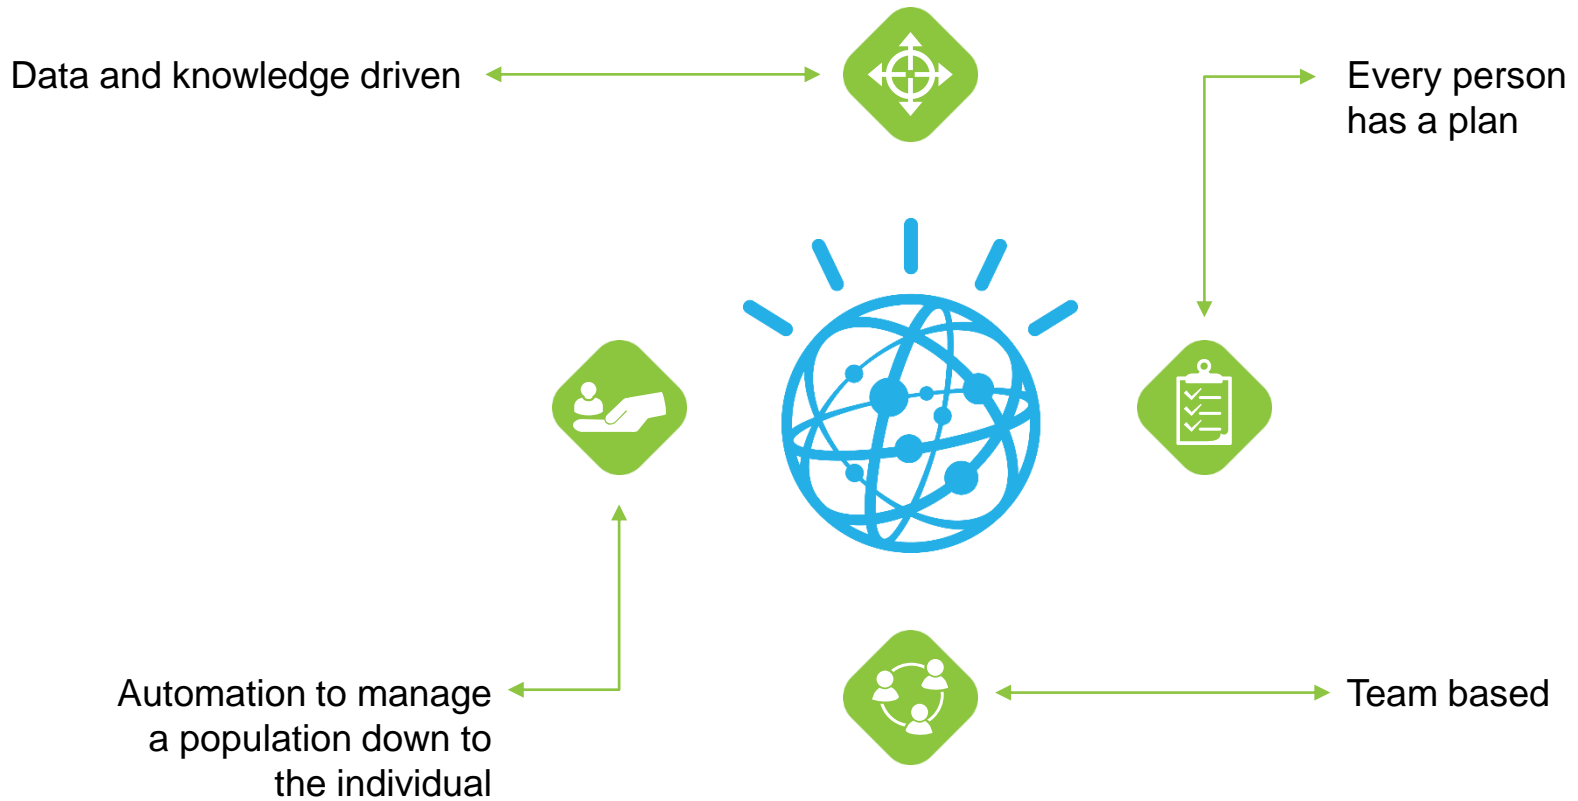 Data and knowledge driven
Every person
has a plan
Automation to manage
a population down to
the individual
Team based